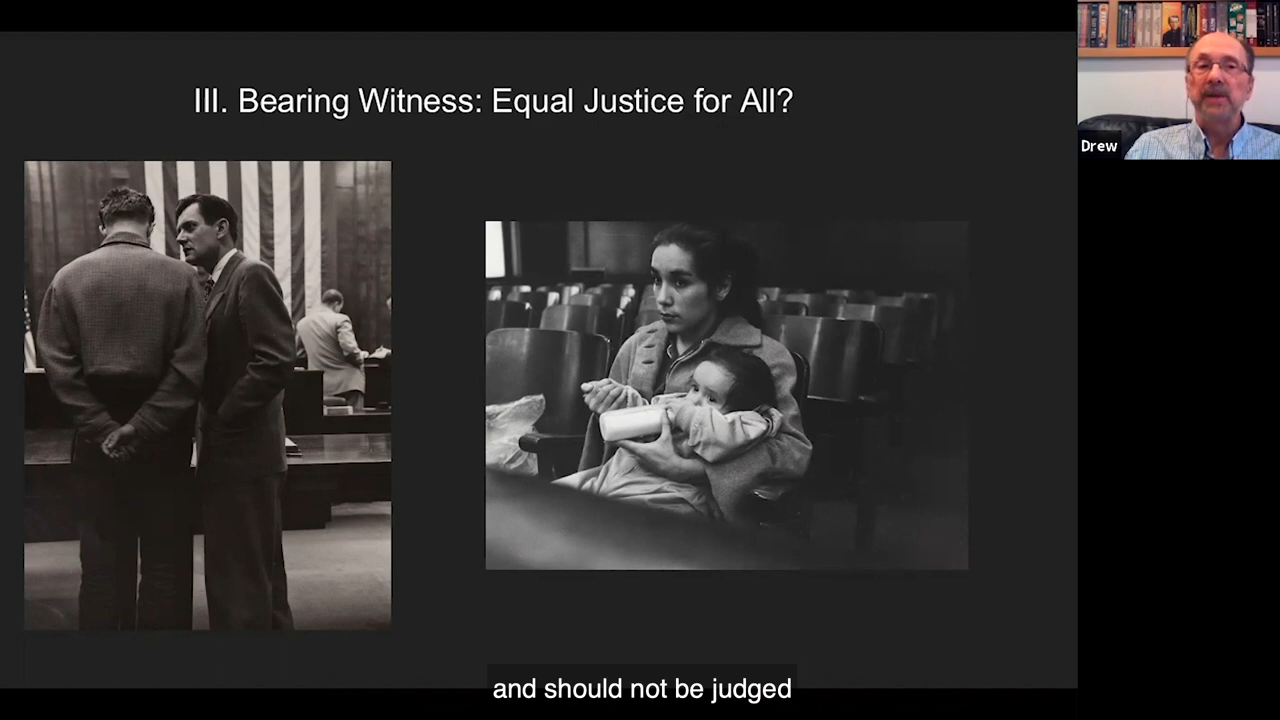 III. Bearing Witness: Equal Justice for All?
Drew
and should not be judged